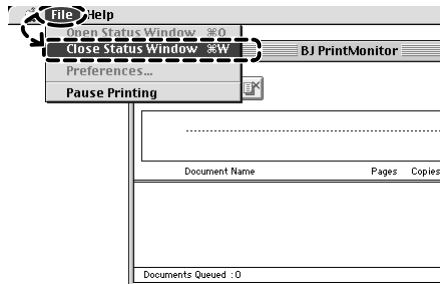 File Help
Open Status Window ⌘O
Close Status Window ⌘W
BJ PrintMonitor
Preferences...
Pause Printing
Document Name Pages Copies
Documents Queued : 0